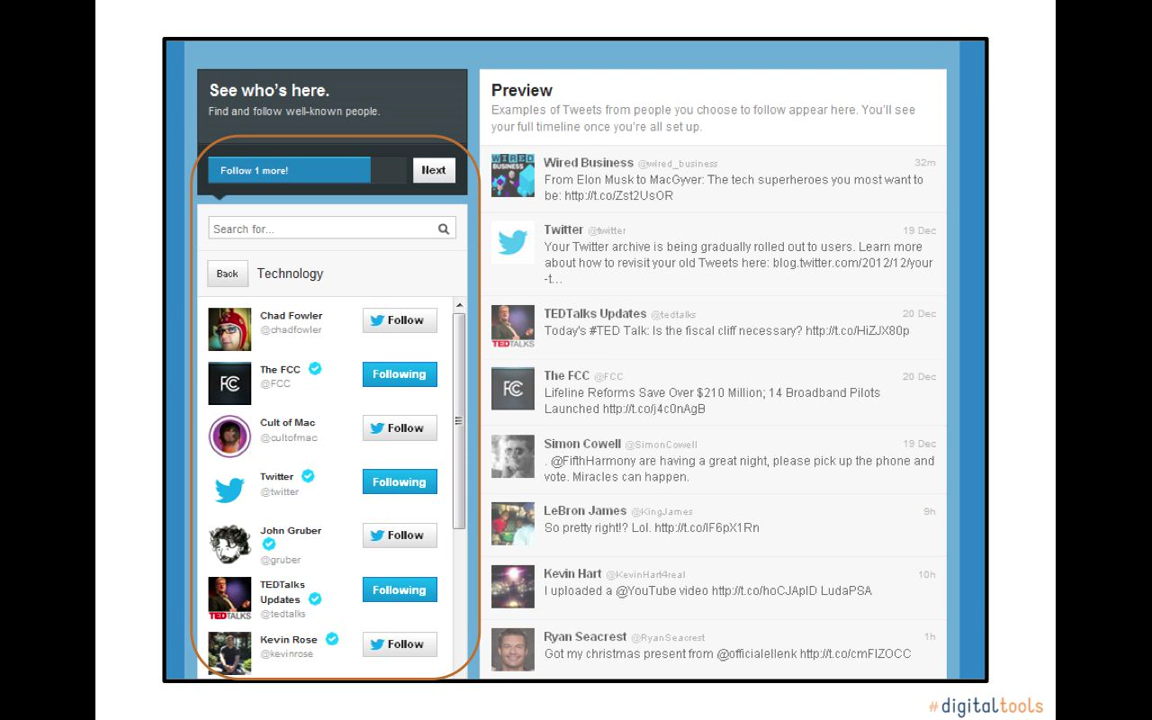 See who's here.
Find and follow well-known people.
Follow 1 more!
Next
Search for...
Back
Technology
Chad Fowler
@chadfowler
Follow
The FCC
@FCC
Following
Cult of Mac
@cultofmac
Follow
Twitter
@twitter
Following
John Gruber
@gruber
Follow
TEDTalks
Updates
@tedtalks
Following
TEDTALKS
Kevin Rose
@kevinrose
Follow
Preview
Examples of Tweets from people you choose to follow appear here. You'll see
your full timeline once you're all set up.
WIRED
BUSINESS
Wired Business @wired_business 32m
From Elon Musk to MacGyver: The tech superheroes you most want to
be: http://t.co/Zst2UsOR
Twitter @twitter 19 Dec
Your Twitter archive is being gradually rolled out to users. Learn more
about how to revisit your old Tweets here: blog.twitter.com/2012/12/your
-t...
TEDTalks Updates @tedtalks 20 Dec
Today's #TED Talk: Is the fiscal cliff necessary? http://t.co/HiZJX80p
TEDTALKS
The FCC @FCC 20 Dec
Lifeline Reforms Save Over $210 Million; 14 Broadband Pilots
Launched http://t.co/j4c0nAgB
Simon Cowell @SimonCowell 19 Dec
. @FifthHarmony are having a great night, please pick up the phone and
vote. Miracles can happen.
LeBron James @KingJames 9h
So pretty right!? Lol. http://t.co/lF6pX1Rn
Kevin Hart @KevinHart4real 10h
I uploaded a @YouTube video http://t.co/hoCJApID LudaPSA
Ryan Seacrest @RyanSeacrest 1h
Got my christmas present from @officialellenk http://t.co/cmFIZOCC
#digitaltools